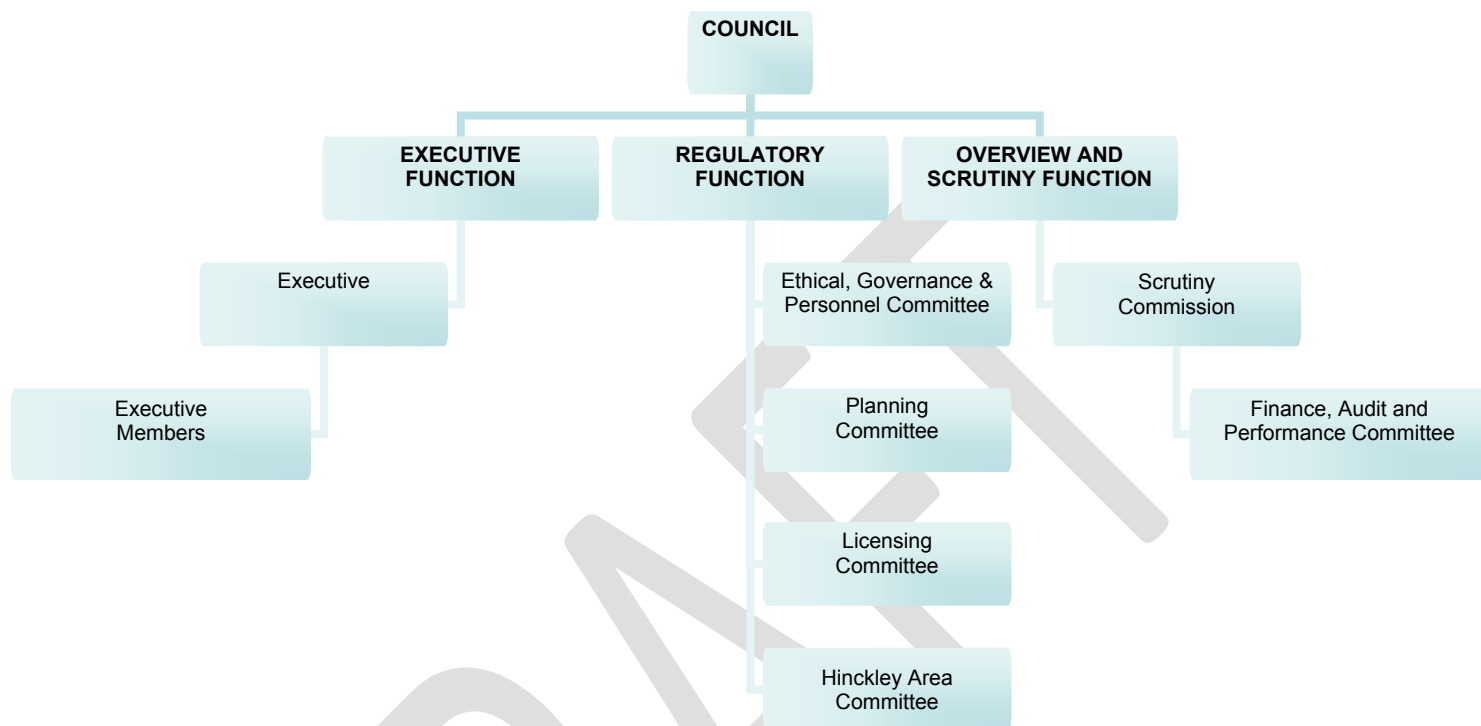 COUNCIL
EXECUTIVE
FUNCTION
REGULATORY
FUNCTION
OVERVIEW AND
SCRUTINY FUNCTION
Executive
Ethical, Governance &
Personnel Committee
Scrutiny
Commission
Executive
Members
Planning
Committee
Finance, Audit and
Performance Committee
Licensing
Committee
Hinckley Area
Committee